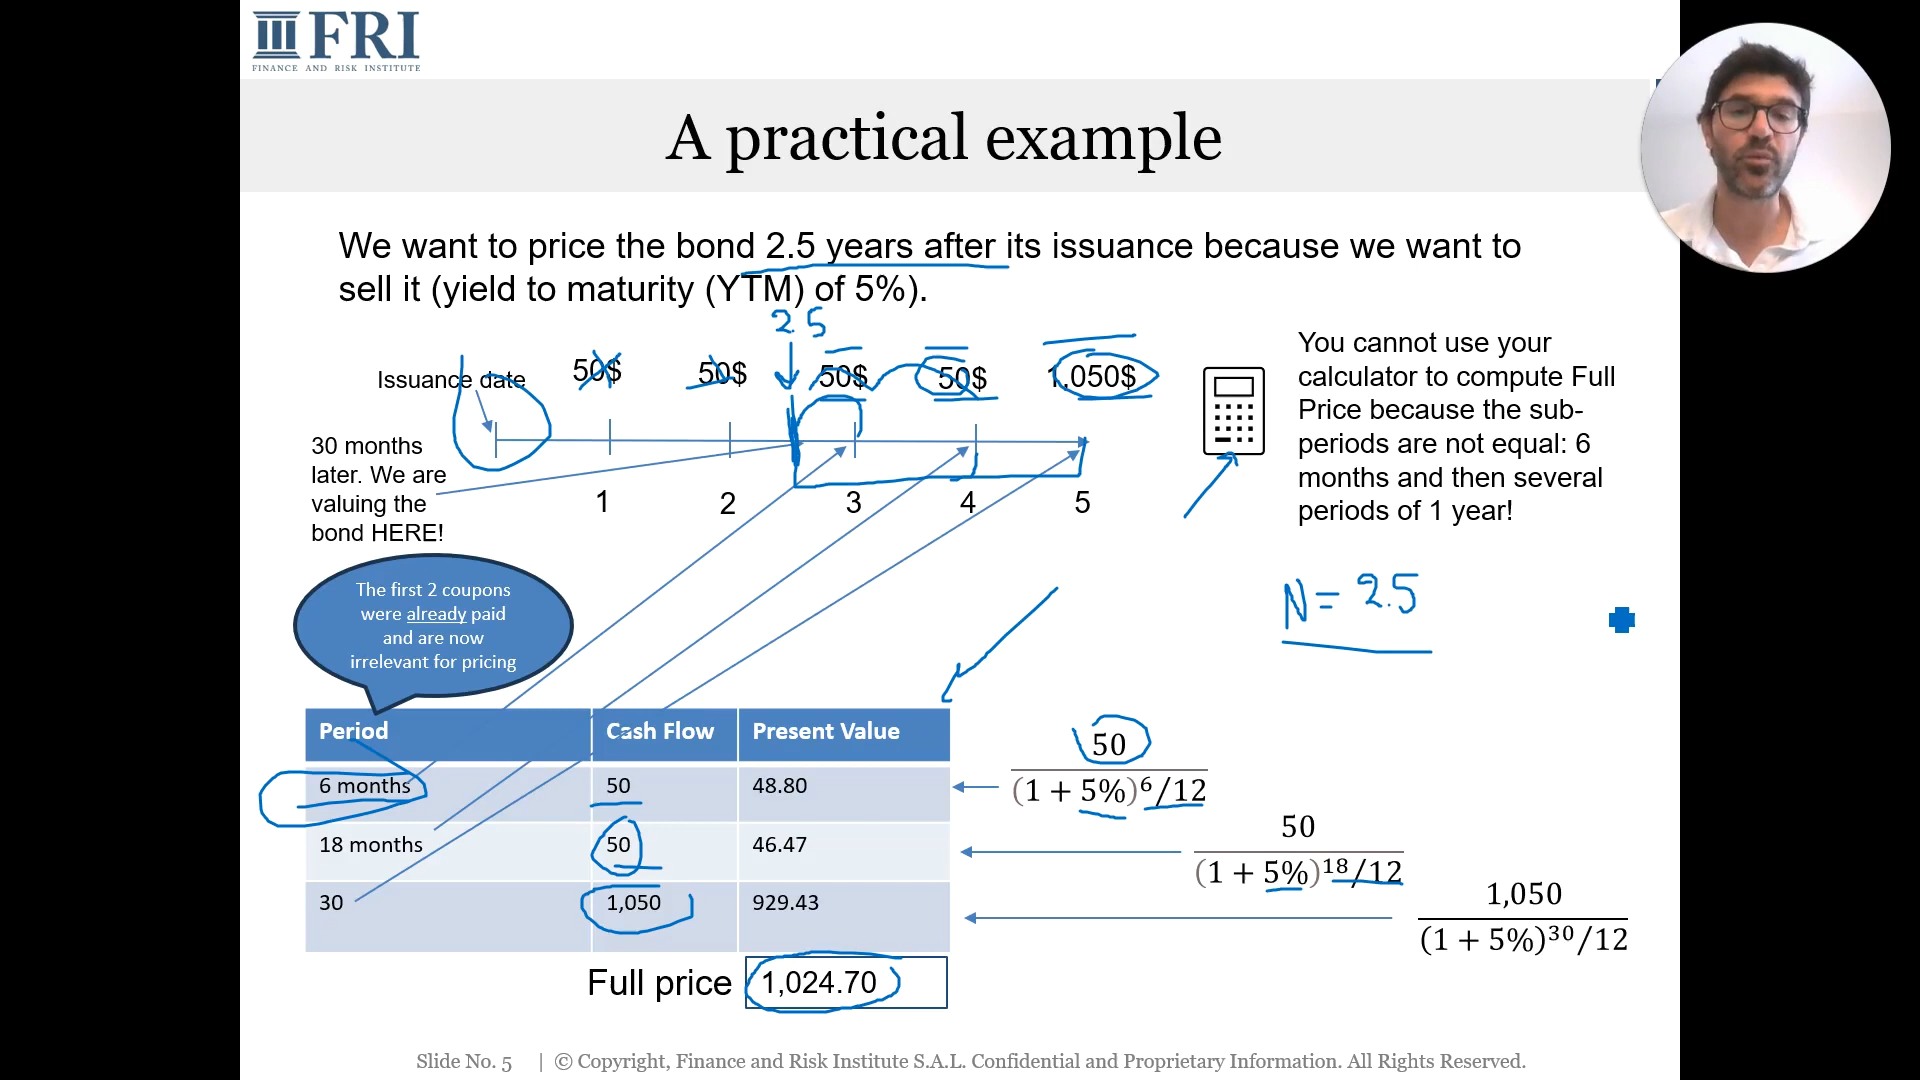 FRI
FINANCE AND RISK INSTITUTE
A practical example
We want to price the bond 2.5 years after its issuance because we want to
sell it (yield to maturity (YTM) of 5%).
2.5
Issuance date
50$ 50$ 50$ 50$ 1,050$
30 months
later. We are
valuing the
bond HERE!
1 2 3 4 5
You cannot use your
calculator to compute Full
Price because the sub-
periods are not equal: 6
months and then several
periods of 1 year!
N = 2.5
The first 2 coupons
were already paid
and are now
irrelevant for pricing
Period Cash Flow Present Value
6 months 50 48.80
18 months 50 46.47
30 1,050 929.43
Full price 1,024.70
50
(1 + 5%)⁶/12
50
(1 + 5%)¹⁸/12
1,050
(1 + 5%)³⁰/12
Slide No. 5 | © Copyright, Finance and Risk Institute S.A.L. Confidential and Proprietary Information. All Rights Reserved.